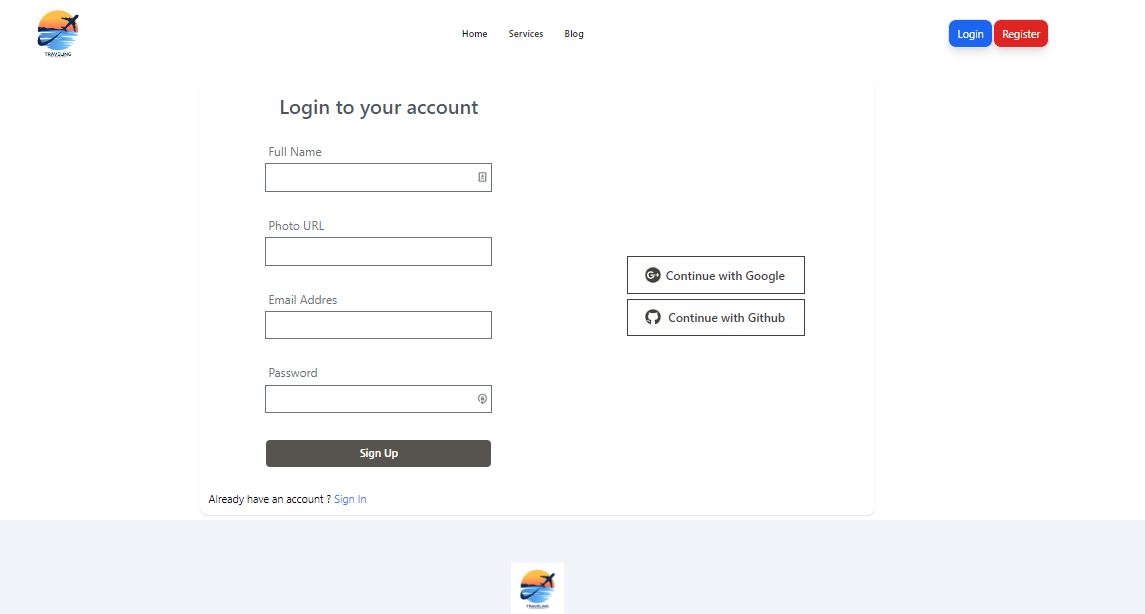 TRAVELING
Home Services Blog
Login Register
Login to your account
Full Name
Photo URL
Email Addres
Password
Continue with Google
Continue with Github
Sign Up
Already have an account ? Sign In
TRAVELING